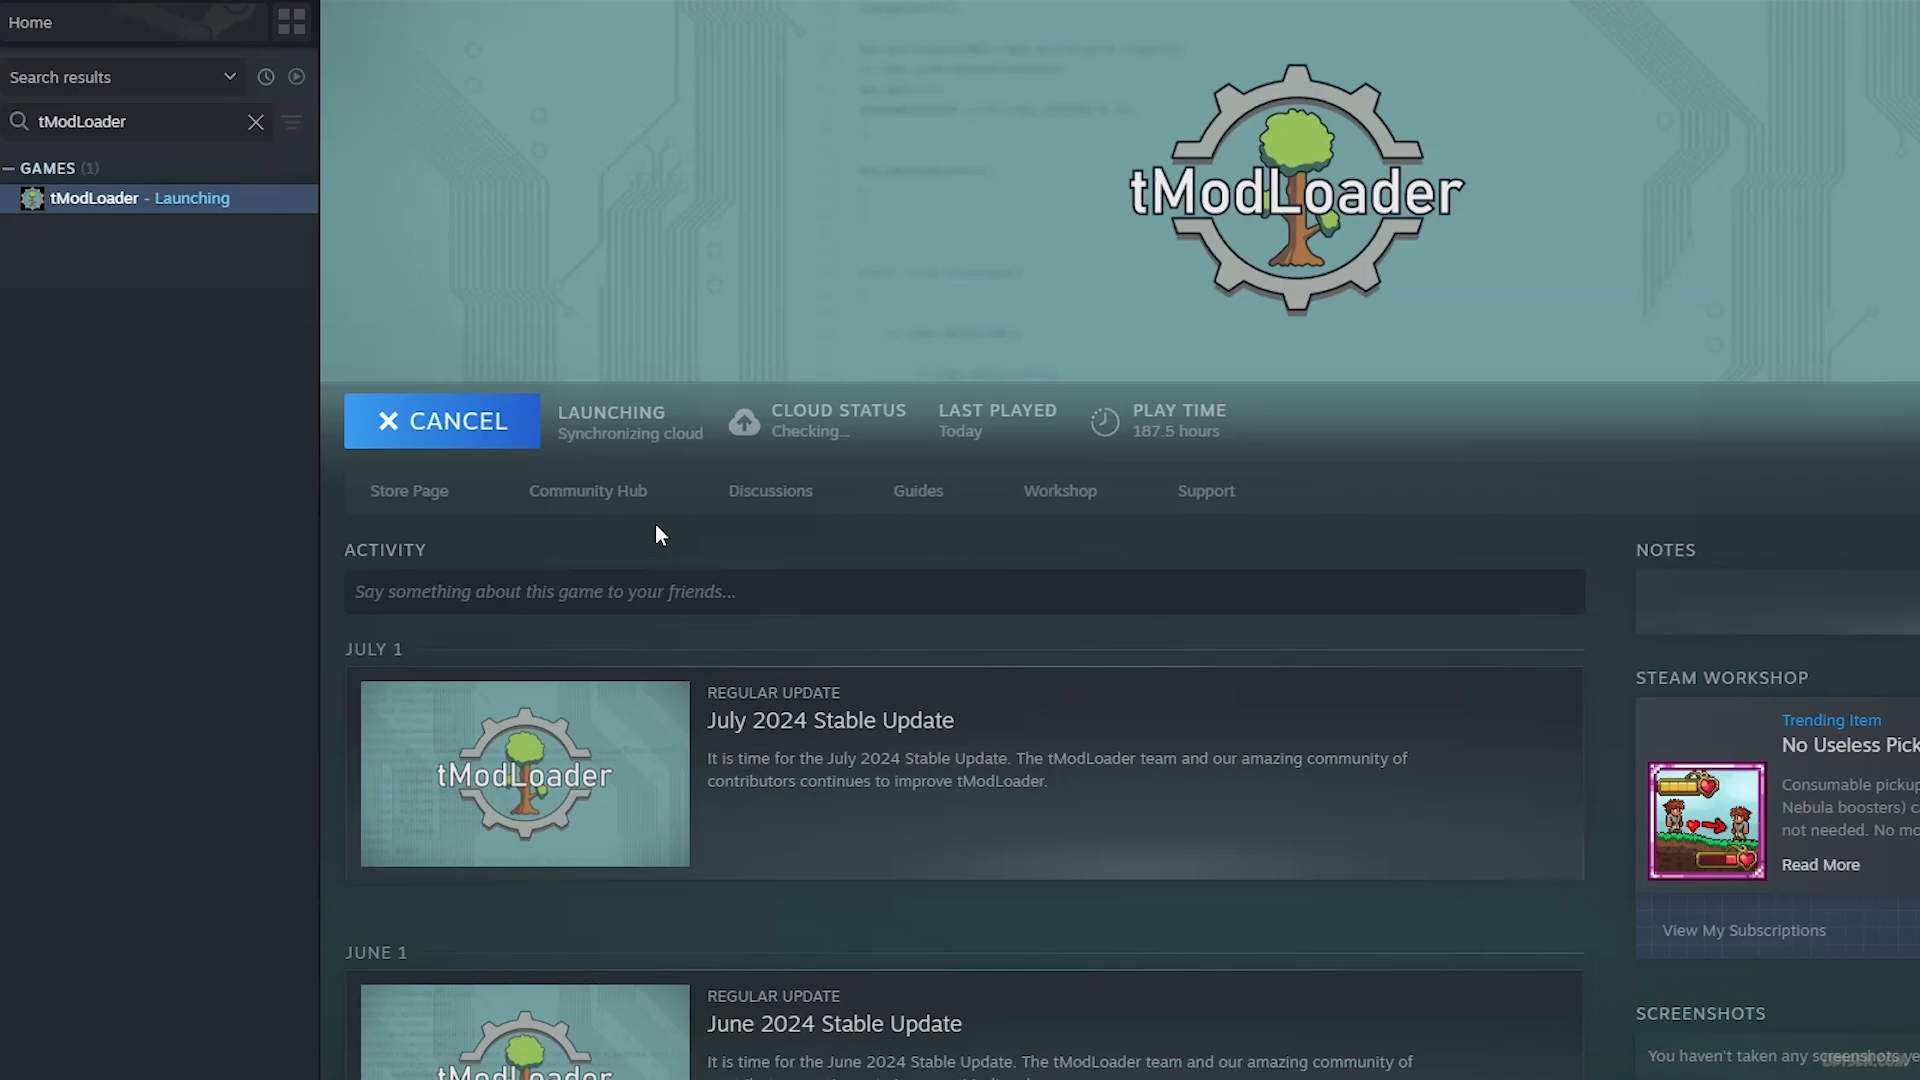 Home
Search results
tModLoader
GAMES (1)
tModLoader - Launching
tModLoader
CANCEL
LAUNCHING
Synchronizing cloud
CLOUD STATUS
Checking...
LAST PLAYED
Today
PLAY TIME
187.5 hours
Store Page
Community Hub
Discussions
Guides
Workshop
Support
ACTIVITY
Say something about this game to your friends...
JULY 1
tModLoader
REGULAR UPDATE
July 2024 Stable Update
It is time for the July 2024 Stable Update. The tModLoader team and our amazing community of
contributors continues to improve tModLoader.
JUNE 1
tModLoader
REGULAR UPDATE
June 2024 Stable Update
It is time for the June 2024 Stable Update. The tModLoader team and our amazing community of
NOTES
STEAM WORKSHOP
Trending Item
No Useless Pick
Consumable pickup
Nebula boosters) c
not needed. No mo
Read More
View My Subscriptions
SCREENSHOTS
You haven't taken any screenshots ye